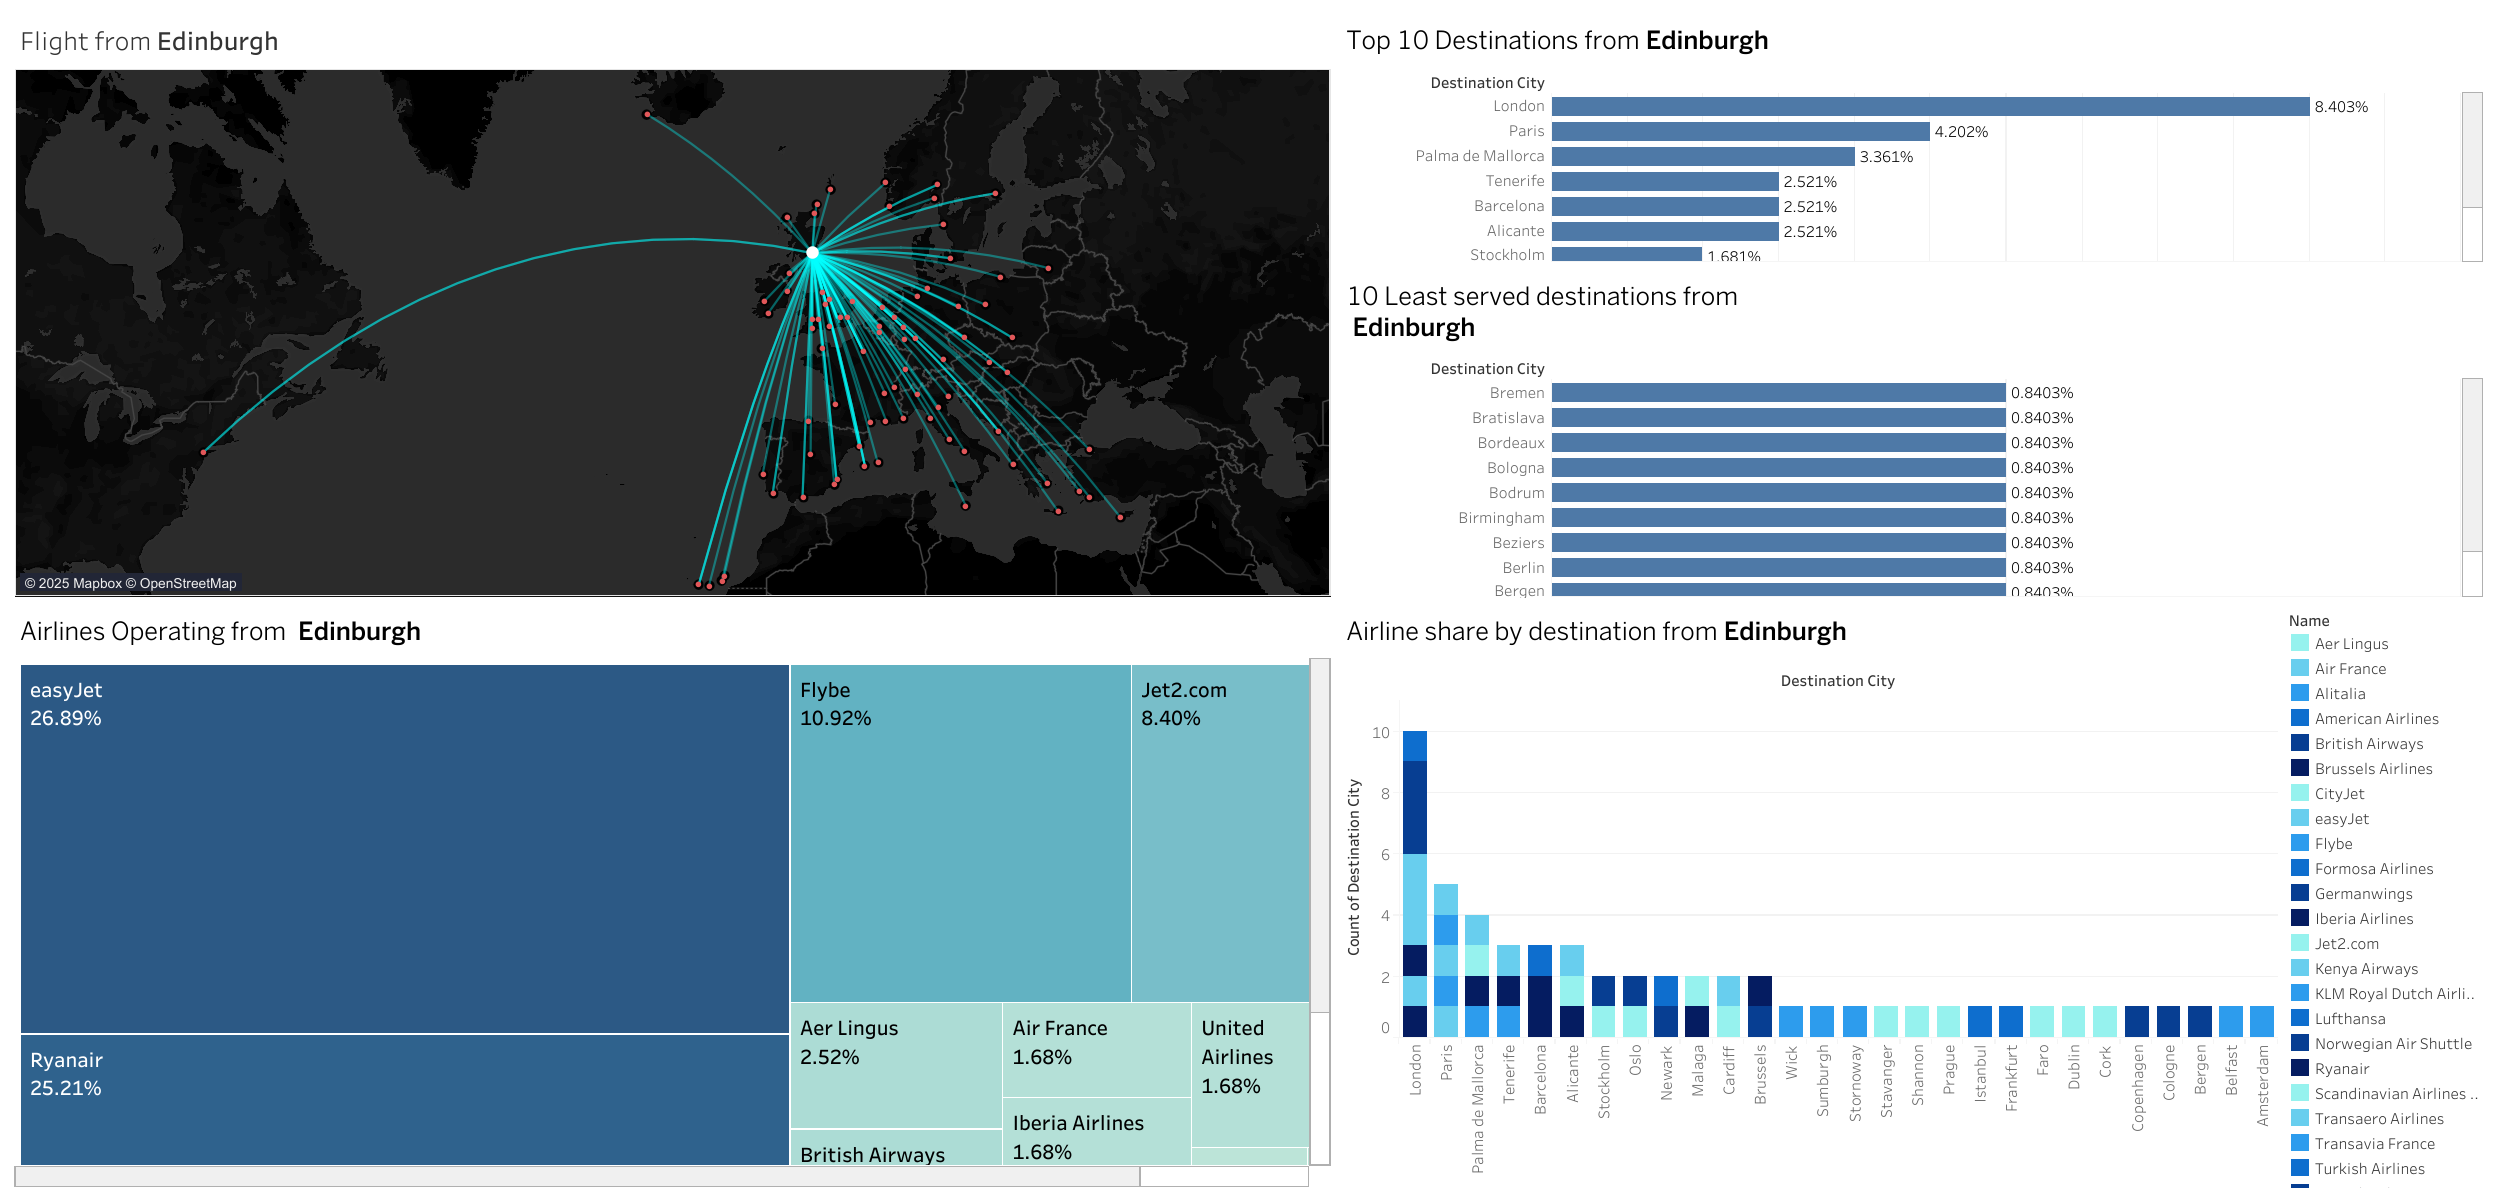 Flight from Edinburgh
© 2025 Mapbox © OpenStreetMap
Top 10 Destinations from Edinburgh
Destination City
London 8.403%
Paris 4.202%
Palma de Mallorca 3.361%
Tenerife 2.521%
Barcelona 2.521%
Alicante 2.521%
Stockholm 1.681%
10 Least served destinations from
Edinburgh
Destination City
Bremen 0.8403%
Bratislava 0.8403%
Bordeaux 0.8403%
Bologna 0.8403%
Bodrum 0.8403%
Birmingham 0.8403%
Beziers 0.8403%
Berlin 0.8403%
Bergen 0.8403%
Airlines Operating from Edinburgh
easyJet
26.89%
Ryanair
25.21%
Flybe
10.92%
Jet2.com
8.40%
Aer Lingus
2.52%
British Airways
Air France
1.68%
Iberia Airlines
1.68%
United
Airlines
1.68%
Airline share by destination from Edinburgh
Destination City
Count of Destination City
10
8
6
4
2
0
London
Paris
Palma de Mallorca
Tenerife
Barcelona
Alicante
Stockholm
Oslo
Newark
Malaga
Cardiff
Brussels
Wick
Sumburgh
Stornoway
Stavanger
Shannon
Prague
Istanbul
Frankfurt
Faro
Dublin
Cork
Copenhagen
Cologne
Bergen
Belfast
Amsterdam
Name
Aer Lingus
Air France
Alitalia
American Airlines
British Airways
Brussels Airlines
CityJet
easyJet
Flybe
Formosa Airlines
Germanwings
Iberia Airlines
Jet2.com
Kenya Airways
KLM Royal Dutch Airli..
Lufthansa
Norwegian Air Shuttle
Ryanair
Scandinavian Airlines ..
Transaero Airlines
Transavia France
Turkish Airlines